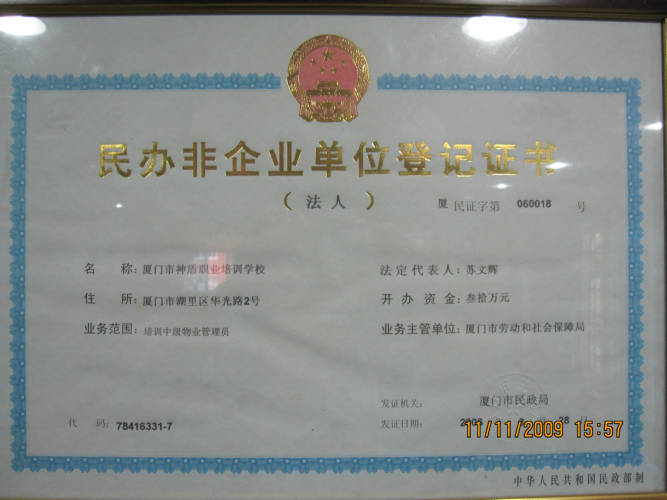 民办非企业单位登记证书
（法人）
厦 民证字第 060018 号
名 称：厦门市神盾职业培训学校
住 所：厦门市湖里区华光路2号
业务范围：培训中级物业管理员
法定代表人：苏文辉
开办资金：叁拾万元
业务主管单位：厦门市劳动和社会保障局
代 码：78416331-7
发证机关：厦门市民政局
发证日期： 28日
11/11/2009 15:57
中华人民共和国民政部制